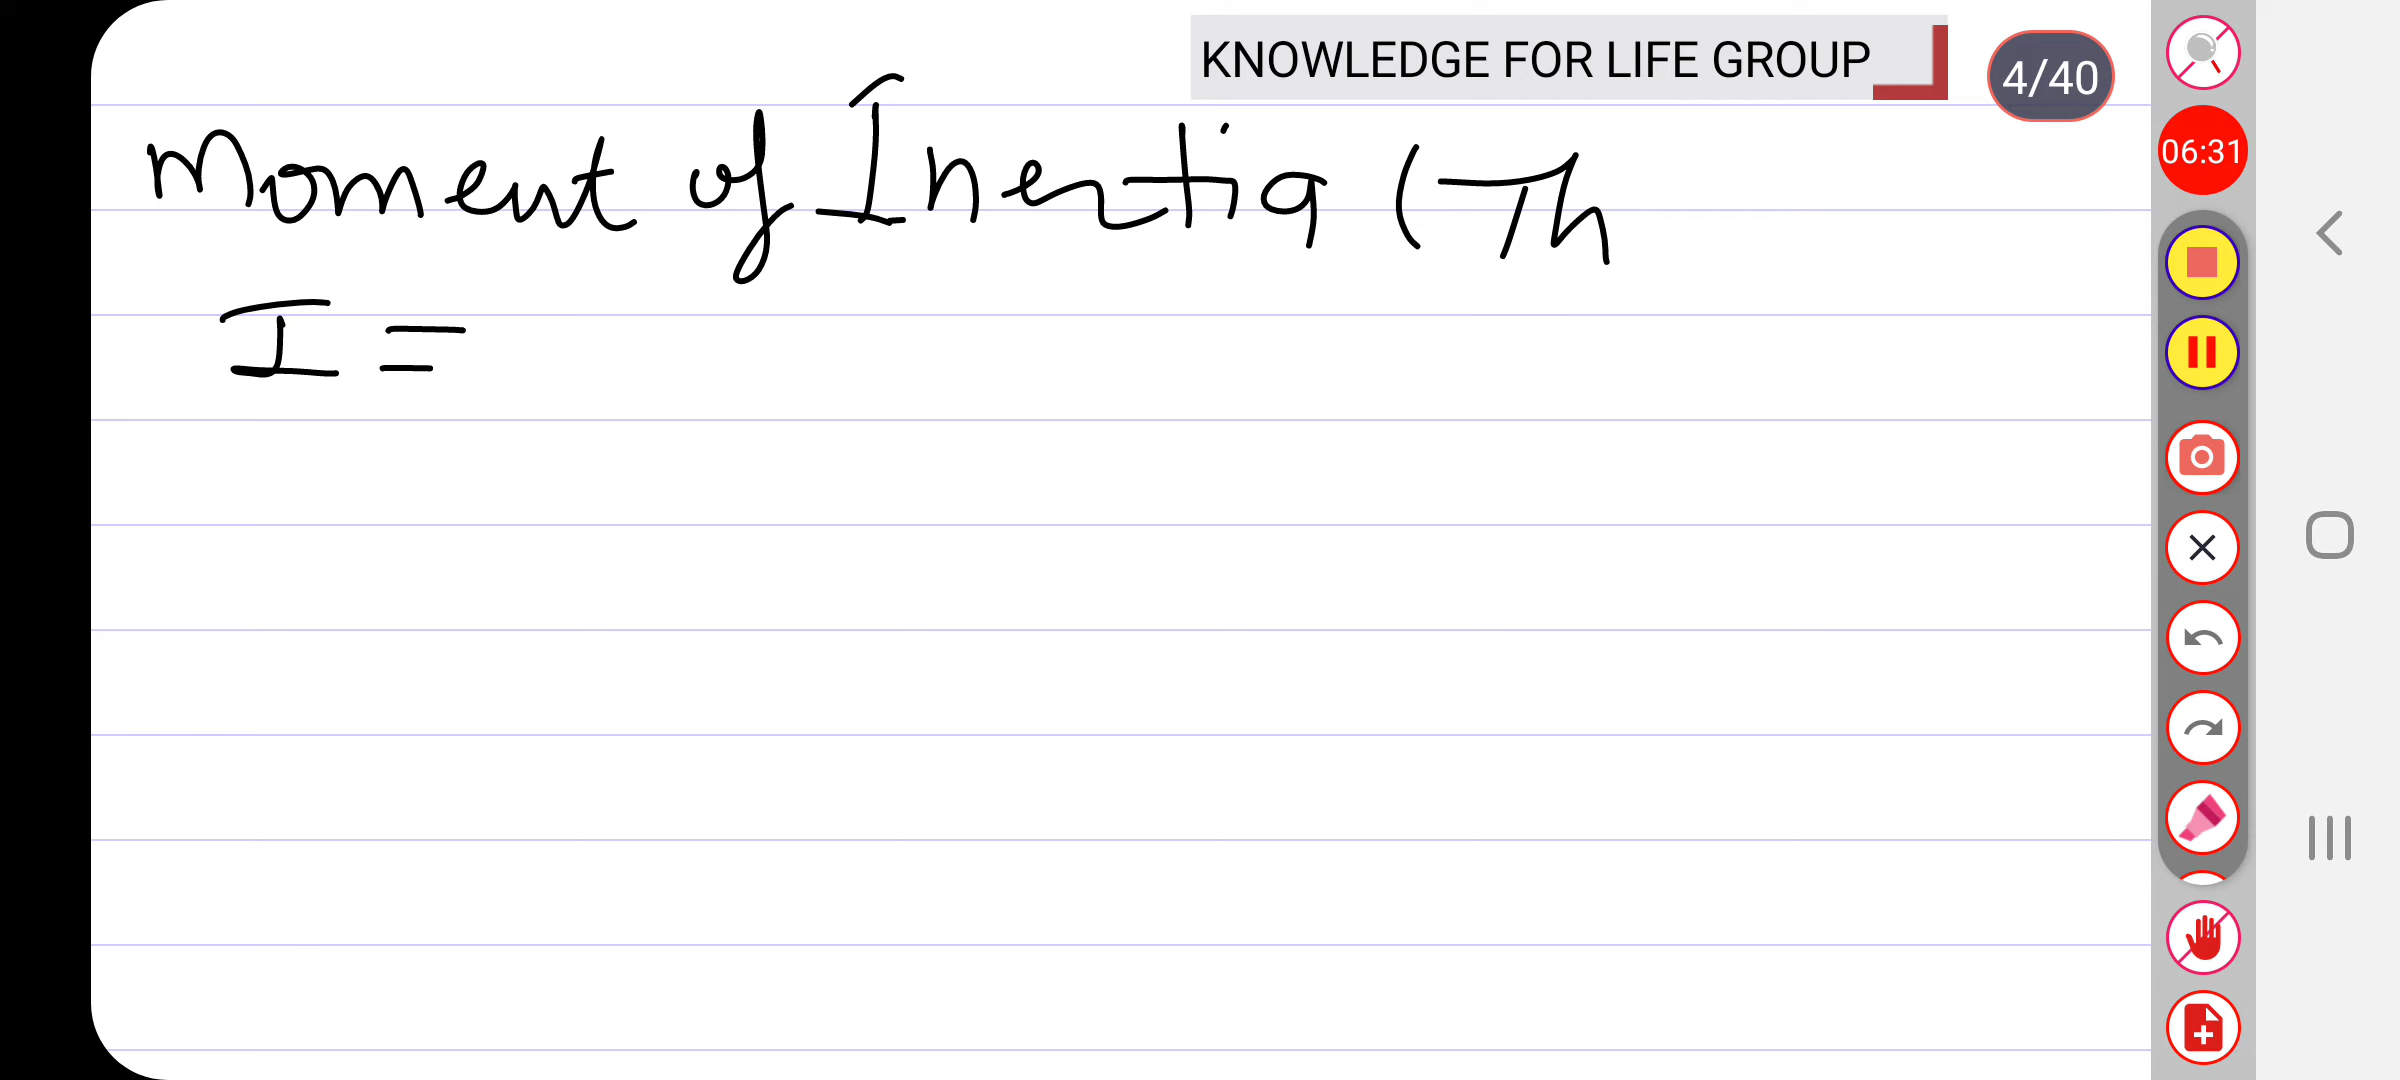 KNOWLEDGE FOR LIFE GROUP
4/40
06:31
Moment of Inertia (Th
I =